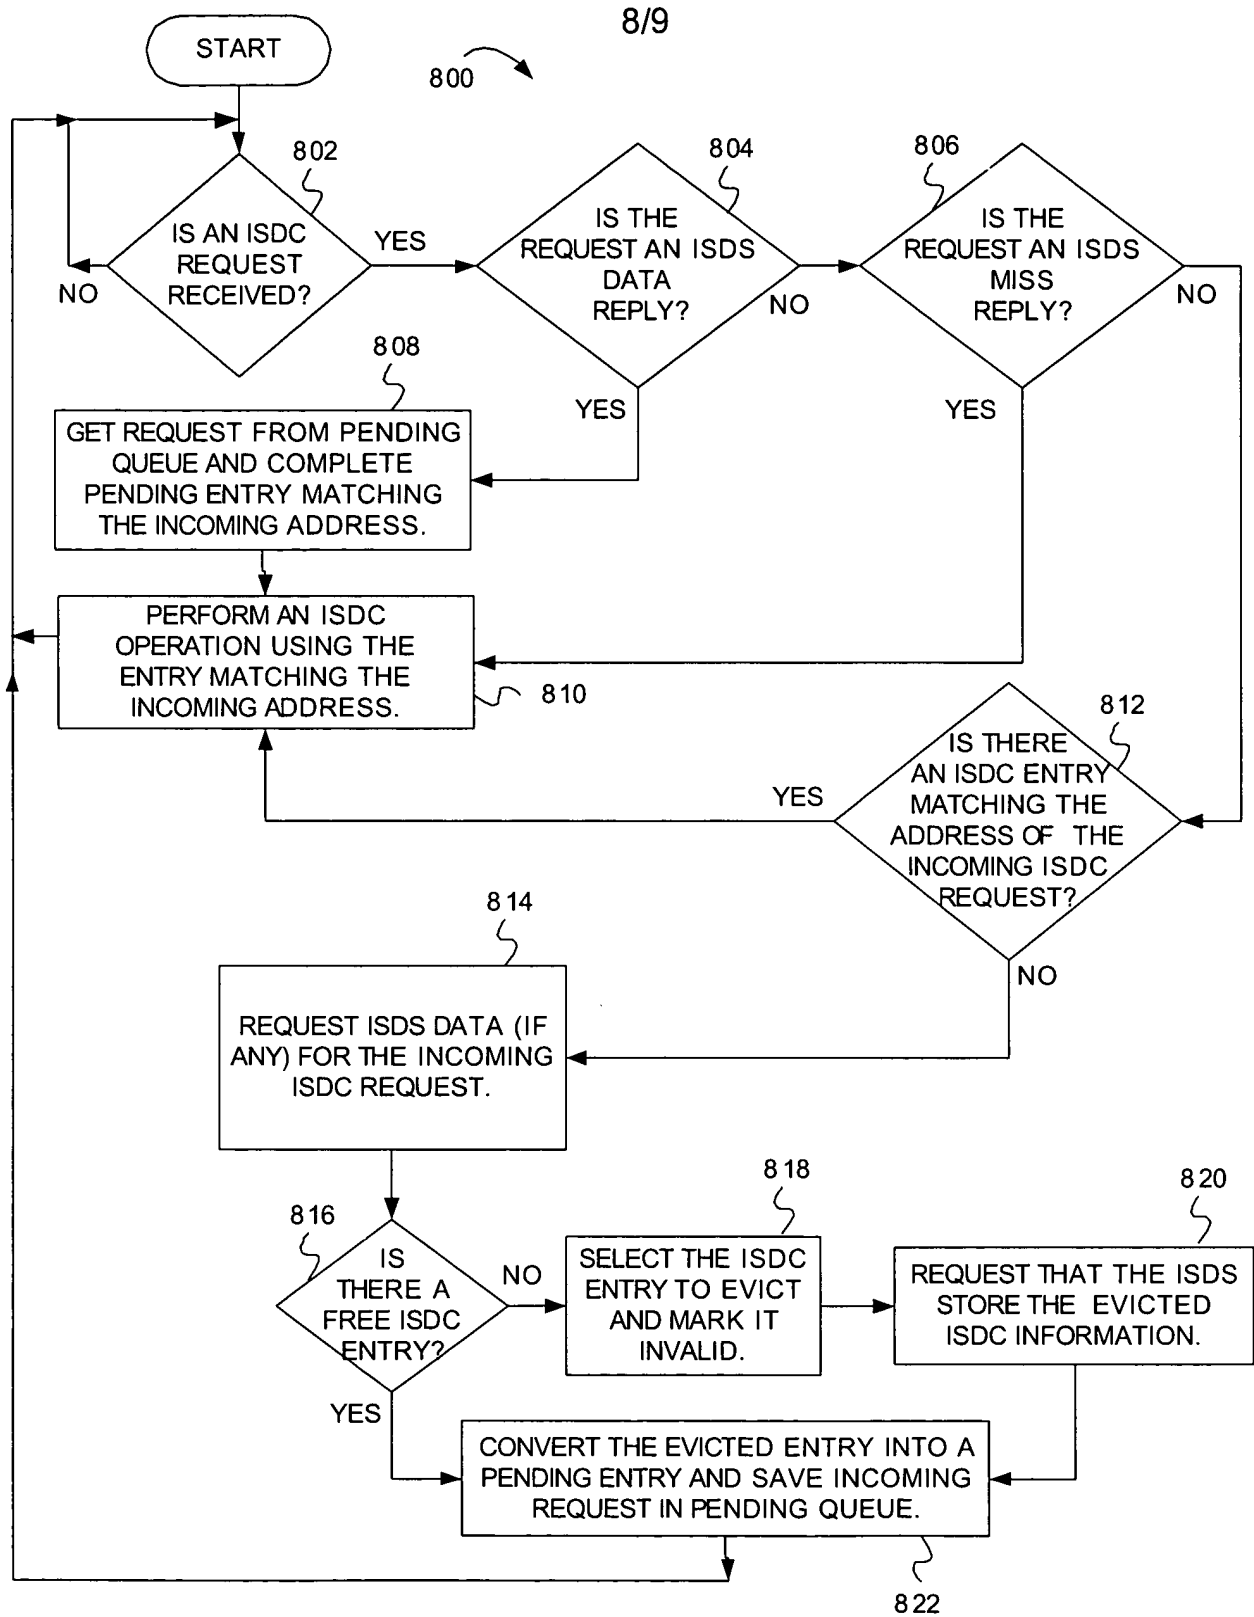 8/9
START
800
802
804
806
IS AN ISDC
REQUEST
RECEIVED?
YES
NO
IS THE
REQUEST AN ISDS
DATA
REPLY?
NO
YES
IS THE
REQUEST AN ISDS
MISS
REPLY?
NO
YES
808
GET REQUEST FROM PENDING
QUEUE AND COMPLETE
PENDING ENTRY MATCHING
THE INCOMING ADDRESS.
PERFORM AN ISDC
OPERATION USING THE
ENTRY MATCHING THE
INCOMING ADDRESS.
810
812
IS THERE
AN ISDC ENTRY
MATCHING THE
ADDRESS OF THE
INCOMING ISDC
REQUEST?
YES
NO
814
REQUEST ISDS DATA (IF
ANY) FOR THE INCOMING
ISDC REQUEST.
816
IS
THERE A
FREE ISDC
ENTRY?
NO
YES
818
SELECT THE ISDC
ENTRY TO EVICT
AND MARK IT
INVALID.
820
REQUEST THAT THE ISDS
STORE THE EVICTED
ISDC INFORMATION.
CONVERT THE EVICTED ENTRY INTO A
PENDING ENTRY AND SAVE INCOMING
REQUEST IN PENDING QUEUE.
822